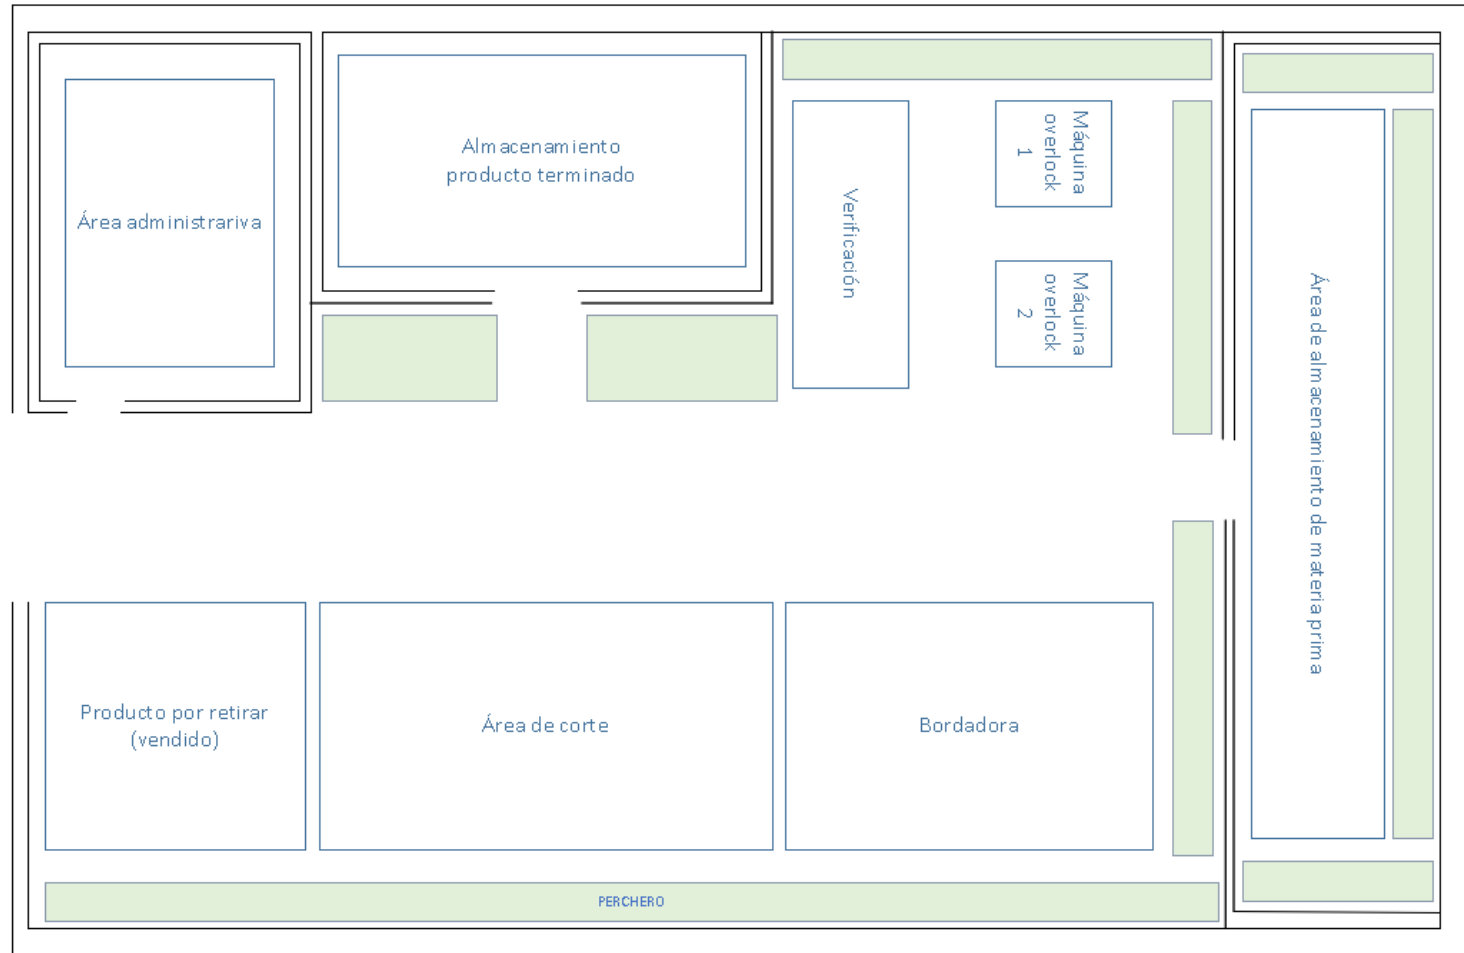 Área administrariva
Almacenamiento
producto terminado
Verificación
Máquina
overlock
1
Máquina
overlock
2
Área de almacenamiento de materia prima
Producto por retirar
(vendido)
Área de corte
Bordadora
PERCHERO